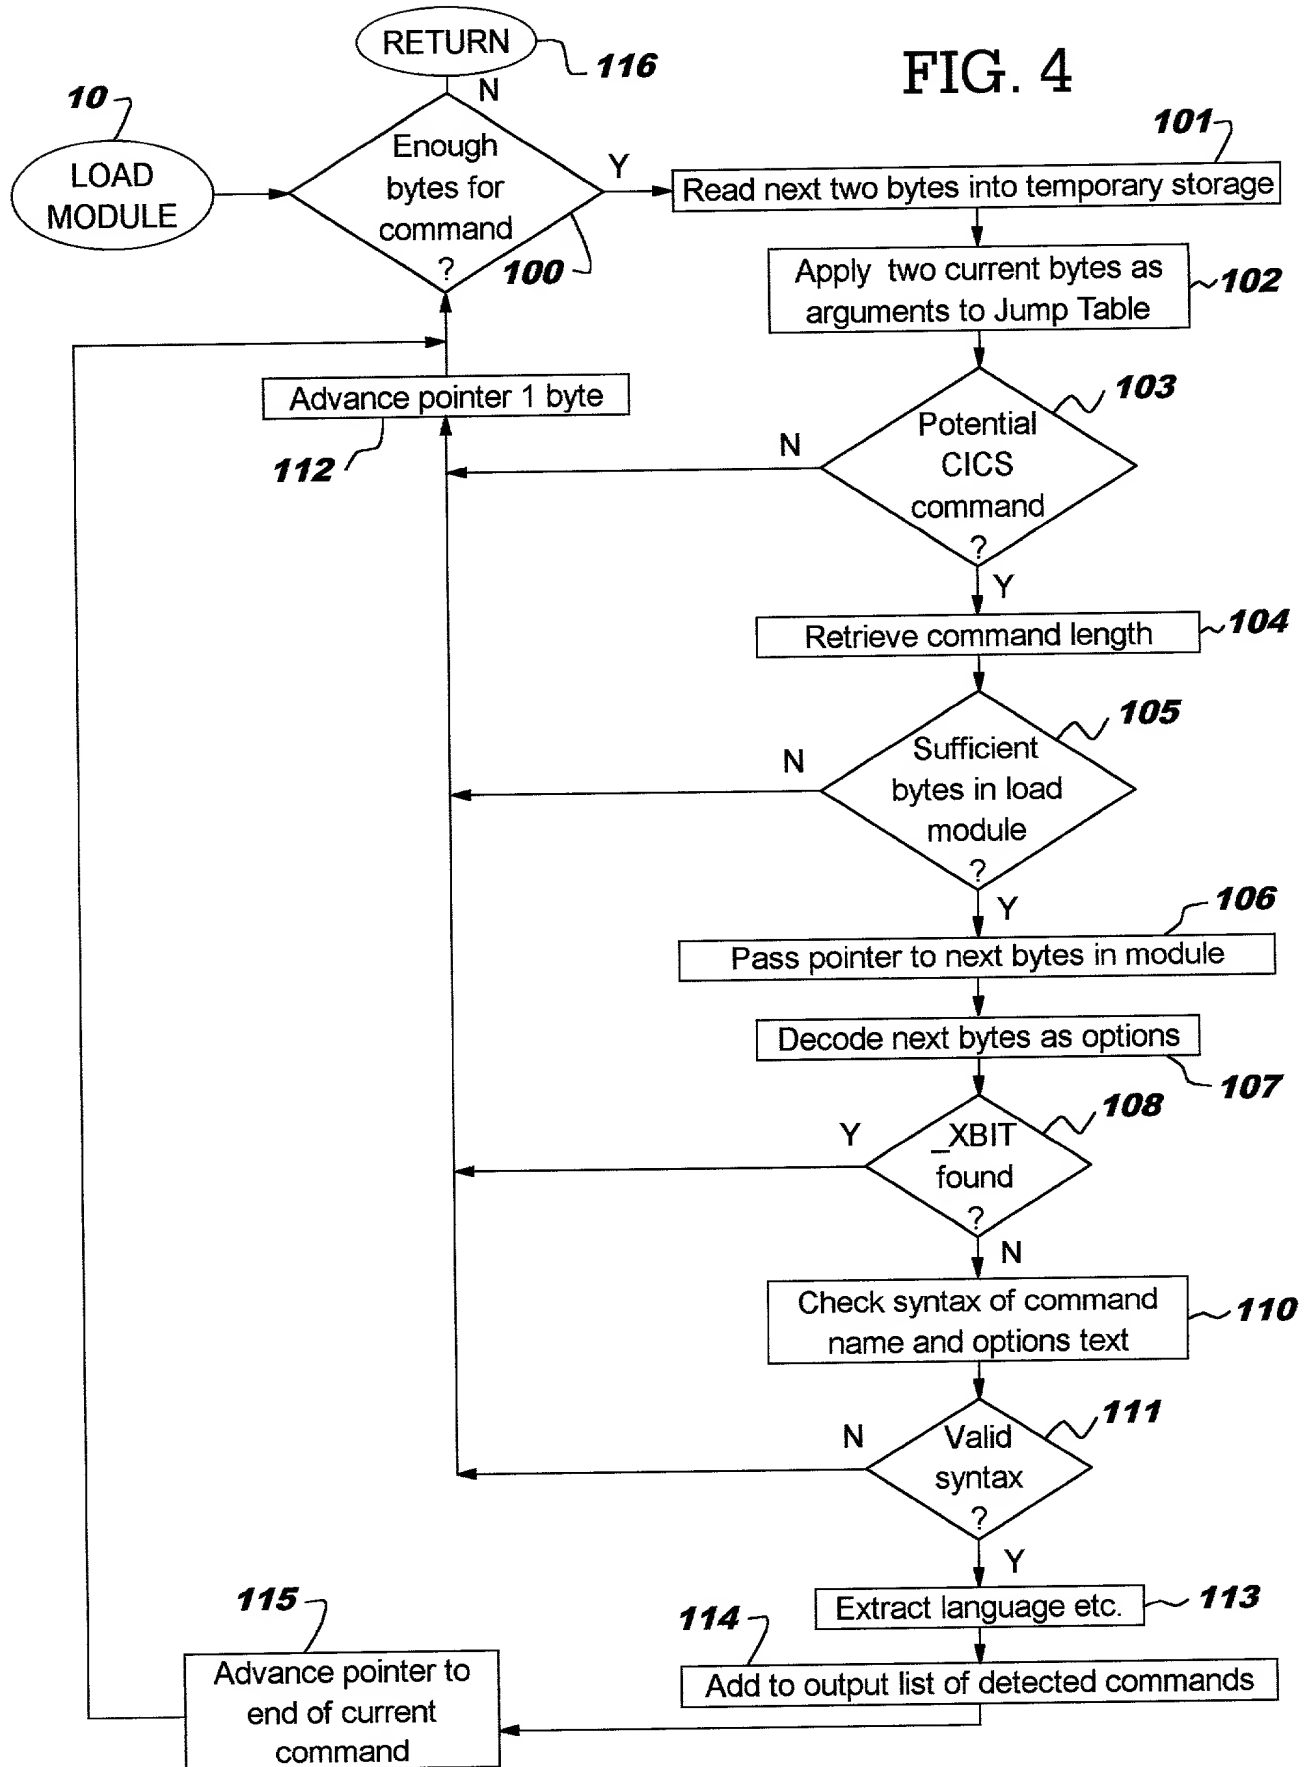 RETURN
116
FIG. 4
10
LOAD
MODULE
N
Enough
bytes for
command
?
100
Y
101
Read next two bytes into temporary storage
Apply two current bytes as
arguments to Jump Table
102
Advance pointer 1 byte
112
103
Potential
CICS
command
?
N
Y
Retrieve command length
104
105
Sufficient
bytes in load
module
?
N
Y
106
Pass pointer to next bytes in module
Decode next bytes as options
107
108
_XBIT
found
?
Y
N
Check syntax of command
name and options text
110
111
Valid
syntax
?
N
Y
Extract language etc.
113
114
Add to output list of detected commands
115
Advance pointer to
end of current
command